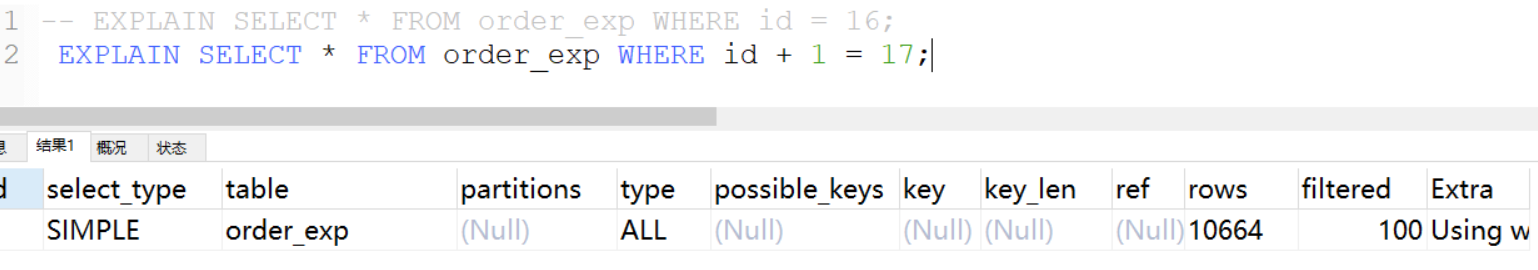 1 -- EXPLAIN SELECT * FROM order_exp WHERE id = 16;
2 EXPLAIN SELECT * FROM order_exp WHERE id + 1 = 17;
结果1 概况 状态
select_type table partitions type possible_keys key key_len ref rows filtered Extra
SIMPLE order_exp (Null) ALL (Null) (Null) (Null) (Null) 10664 100 Using w